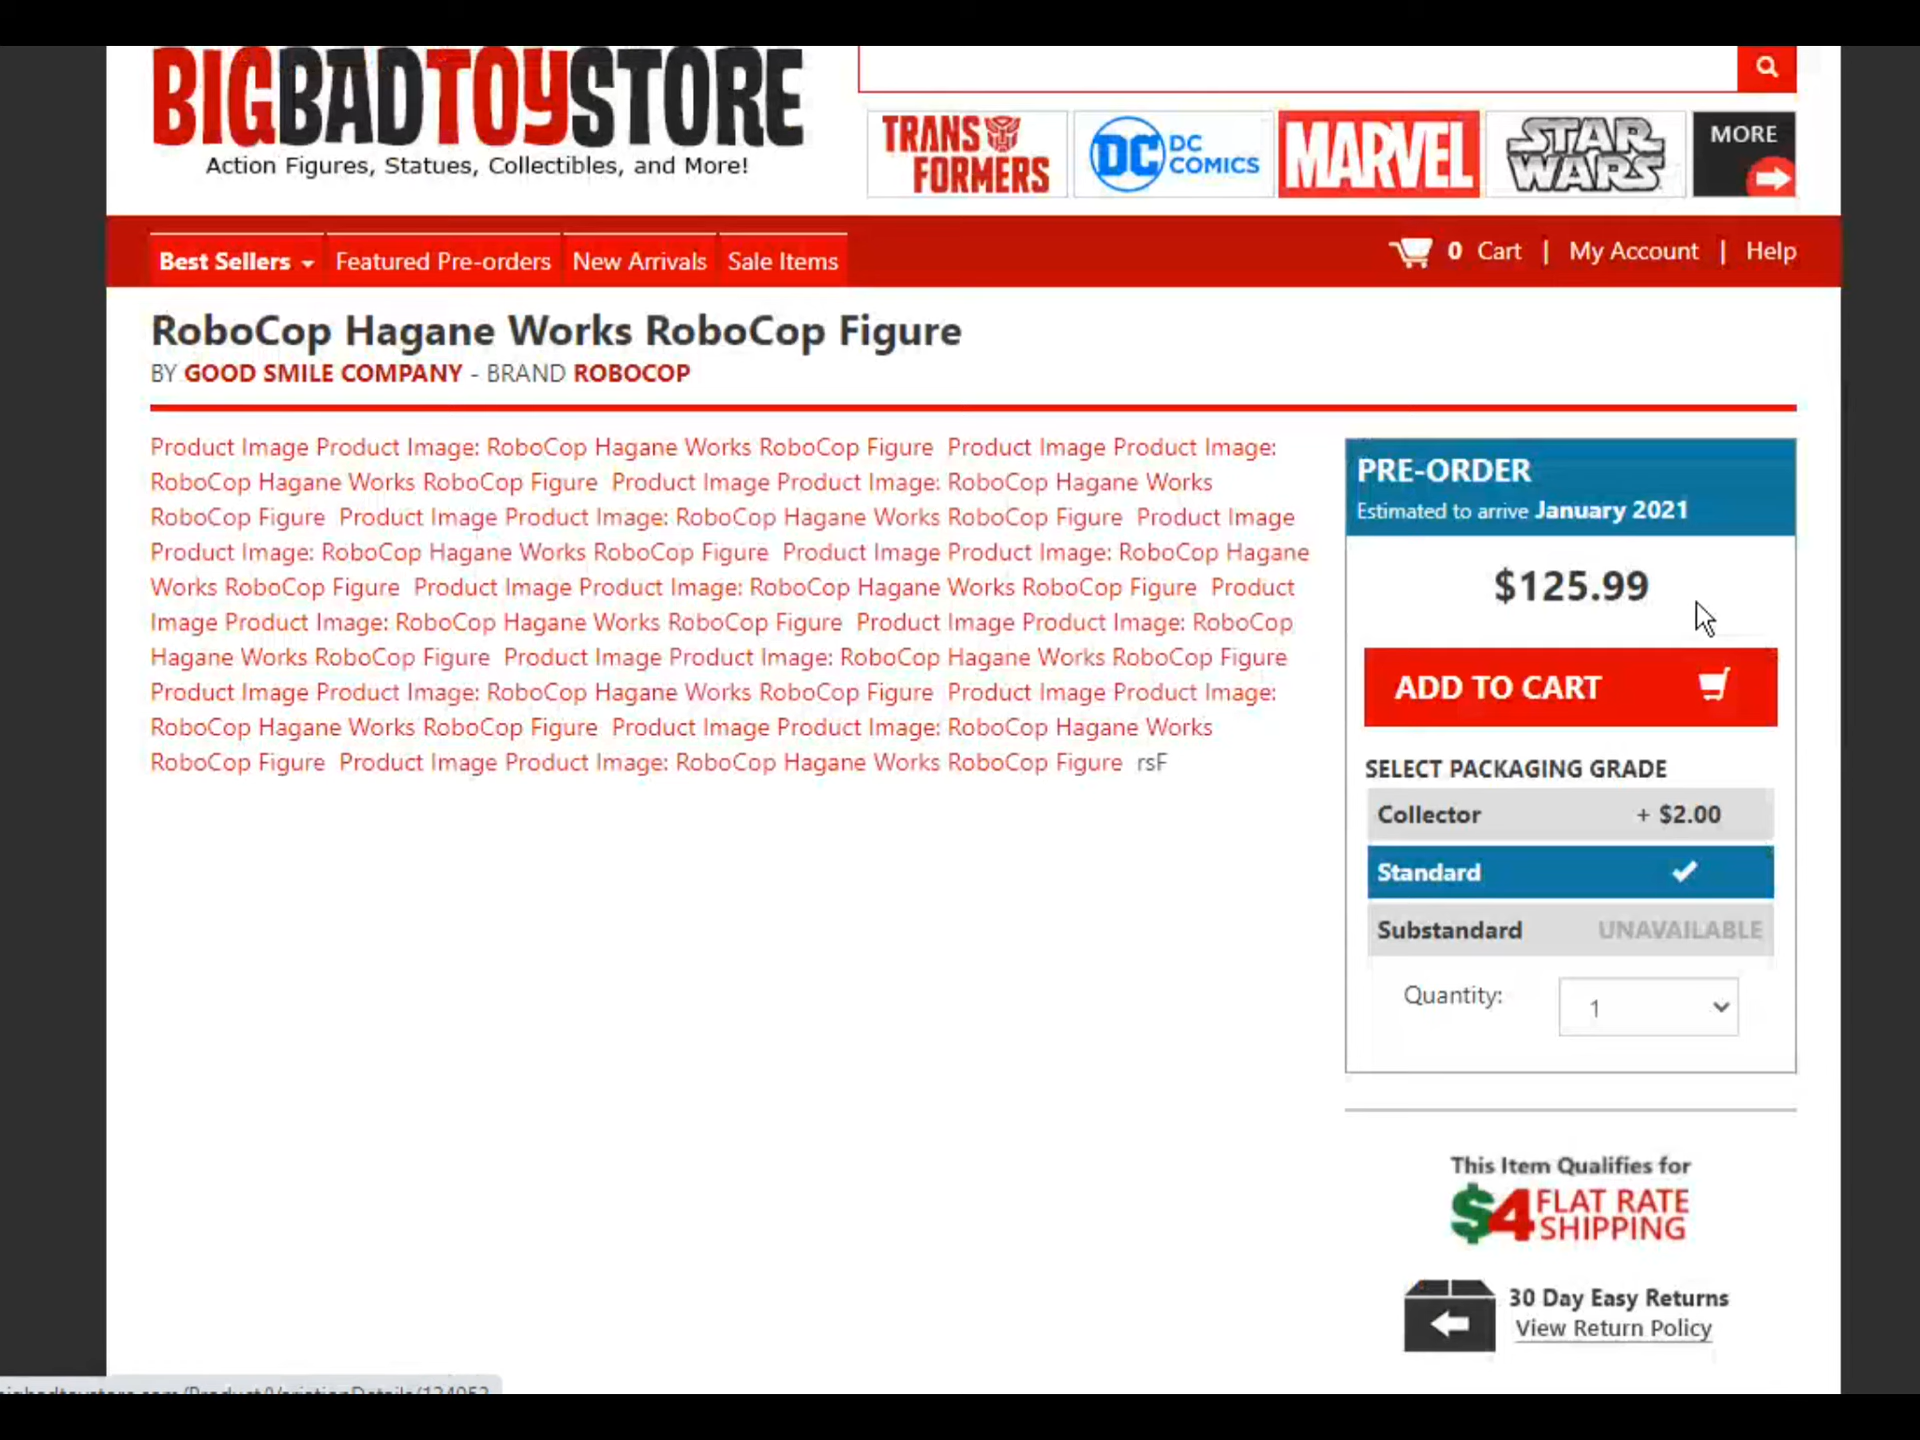 BIGBADTOYSTORE
Action Figures, Statues, Collectibles, and More!
TRANSFORMERS
DC DC COMICS
MARVEL
STAR WARS
MORE
Best Sellers
Featured Pre-orders
New Arrivals
Sale Items
0 Cart | My Account | Help
RoboCop Hagane Works RoboCop Figure
BY GOOD SMILE COMPANY - BRAND ROBOCOP
Product Image Product Image: RoboCop Hagane Works RoboCop Figure Product Image Product Image:
RoboCop Hagane Works RoboCop Figure Product Image Product Image: RoboCop Hagane Works
RoboCop Figure Product Image Product Image: RoboCop Hagane Works RoboCop Figure Product Image
Product Image: RoboCop Hagane Works RoboCop Figure Product Image Product Image: RoboCop Hagane
Works RoboCop Figure Product Image Product Image: RoboCop Hagane Works RoboCop Figure Product
Image Product Image: RoboCop Hagane Works RoboCop Figure Product Image Product Image: RoboCop
Hagane Works RoboCop Figure Product Image Product Image: RoboCop Hagane Works RoboCop Figure
Product Image Product Image: RoboCop Hagane Works RoboCop Figure Product Image Product Image:
RoboCop Hagane Works RoboCop Figure Product Image Product Image: RoboCop Hagane Works
RoboCop Figure Product Image Product Image: RoboCop Hagane Works RoboCop Figure rsF
PRE-ORDER
Estimated to arrive January 2021
$125.99
ADD TO CART
SELECT PACKAGING GRADE
Collector + $2.00
Standard
Substandard UNAVAILABLE
Quantity: 1
This Item Qualifies for
$4 FLAT RATE
SHIPPING
30 Day Easy Returns
View Return Policy